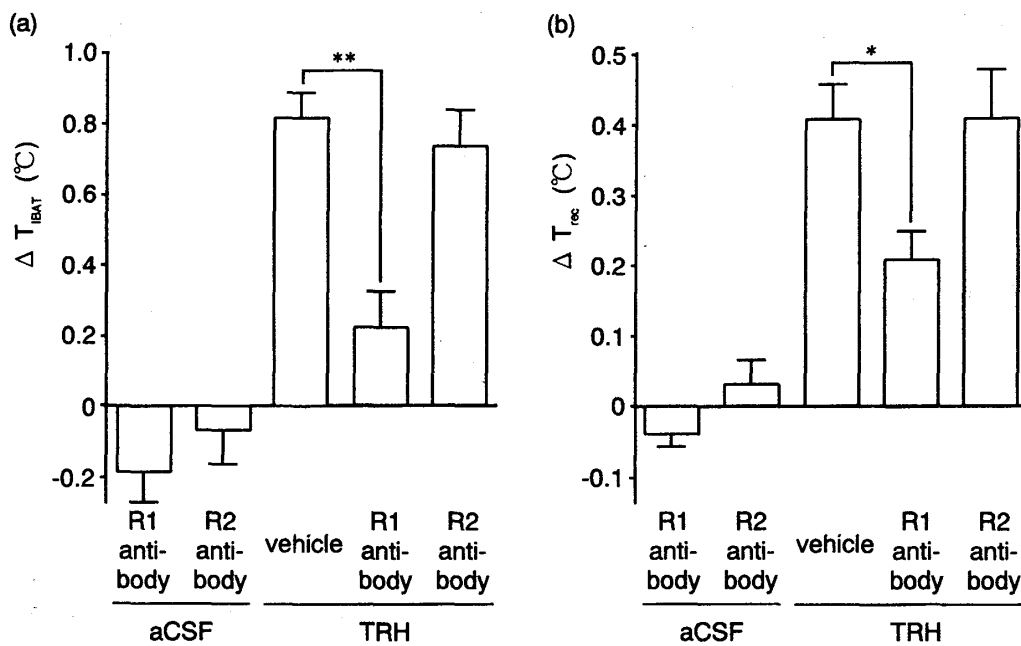 (a)
Δ T_IBAT (℃)
1.0
0.8
0.6
0.4
0.2
0
-0.2
**
R1
anti-
body
R2
anti-
body
vehicle
R1
anti-
body
R2
anti-
body
aCSF
TRH
(b)
Δ T_rec (℃)
0.5
0.4
0.3
0.2
0.1
0
-0.1
*
R1
anti-
body
R2
anti-
body
vehicle
R1
anti-
body
R2
anti-
body
aCSF
TRH